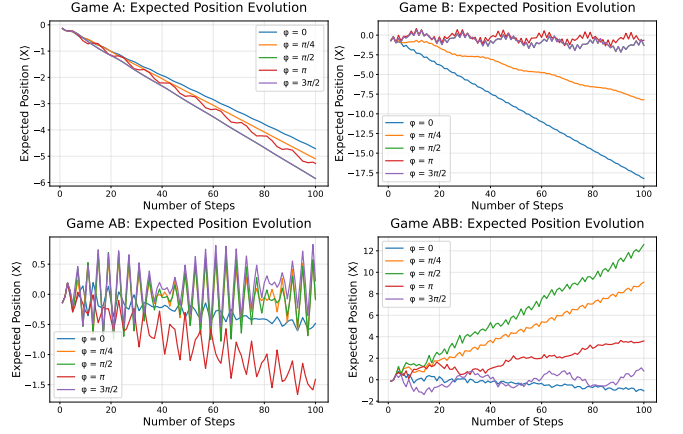 Game A: Expected Position Evolution
Expected Position ⟨X⟩
0
−1
−2
−3
−4
−5
−6
0
20
40
60
80
100
Number of Steps
φ = 0
φ = π/4
φ = π/2
φ = π
φ = 3π/2
Game B: Expected Position Evolution
Expected Position ⟨X⟩
0.0
−2.5
−5.0
−7.5
−10.0
−12.5
−15.0
−17.5
0
20
40
60
80
100
Number of Steps
φ = 0
φ = π/4
φ = π/2
φ = π
φ = 3π/2
Game AB: Expected Position Evolution
Expected Position ⟨X⟩
0.5
0.0
−0.5
−1.0
−1.5
0
20
40
60
80
100
Number of Steps
φ = 0
φ = π/4
φ = π/2
φ = π
φ = 3π/2
Game ABB: Expected Position Evolution
Expected Position ⟨X⟩
12
10
8
6
4
2
0
−2
0
20
40
60
80
100
Number of Steps
φ = 0
φ = π/4
φ = π/2
φ = π
φ = 3π/2